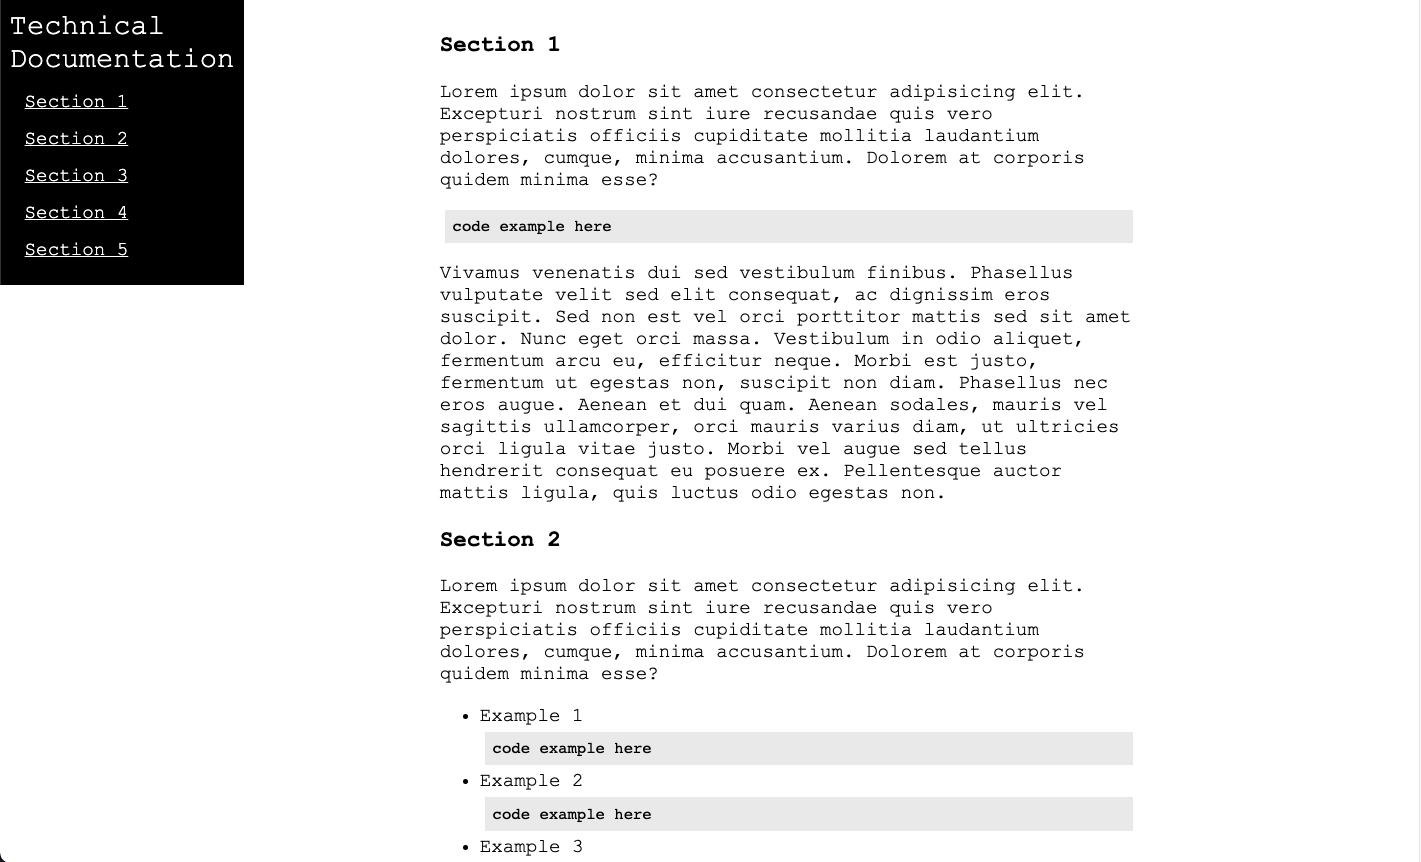 Technical
Documentation
Section 1
Section 2
Section 3
Section 4
Section 5
Section 1
Lorem ipsum dolor sit amet consectetur adipisicing elit.
Excepturi nostrum sint iure recusandae quis vero
perspiciatis officiis cupiditate mollitia laudantium
dolores, cumque, minima accusantium. Dolorem at corporis
quidem minima esse?
code example here
Vivamus venenatis dui sed vestibulum finibus. Phasellus
vulputate velit sed elit consequat, ac dignissim eros
suscipit. Sed non est vel orci porttitor mattis sed sit amet
dolor. Nunc eget orci massa. Vestibulum in odio aliquet,
fermentum arcu eu, efficitur neque. Morbi est justo,
fermentum ut egestas non, suscipit non diam. Phasellus nec
eros augue. Aenean et dui quam. Aenean sodales, mauris vel
sagittis ullamcorper, orci mauris varius diam, ut ultricies
orci ligula vitae justo. Morbi vel augue sed tellus
hendrerit consequat eu posuere ex. Pellentesque auctor
mattis ligula, quis luctus odio egestas non.
Section 2
Lorem ipsum dolor sit amet consectetur adipisicing elit.
Excepturi nostrum sint iure recusandae quis vero
perspiciatis officiis cupiditate mollitia laudantium
dolores, cumque, minima accusantium. Dolorem at corporis
quidem minima esse?
• Example 1
code example here
• Example 2
code example here
• Example 3